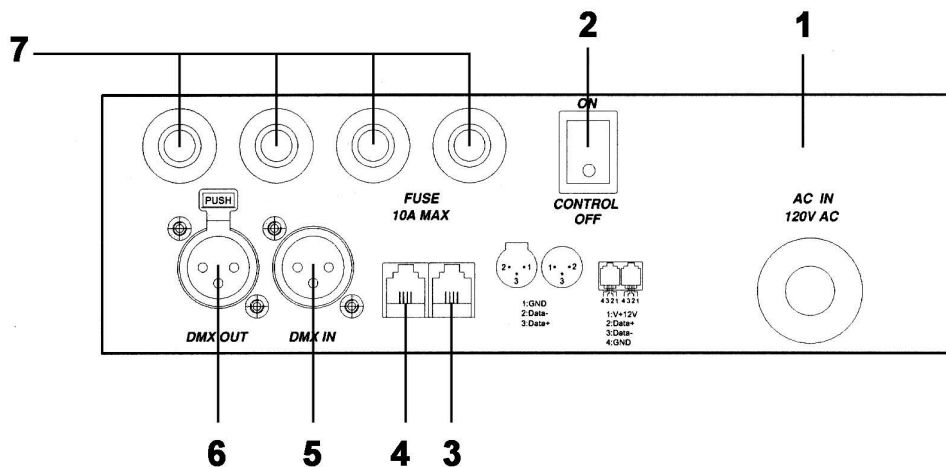 7
2
1
ON
PUSH
FUSE
10A MAX
CONTROL
OFF
AC IN
120V AC
DMX OUT
DMX IN
2 1
3
1 2
3
1:GND
2:Data-
3:Data+
4321 4321
1:V+12V
2:Data+
3:Data-
4:GND
6
5
4
3